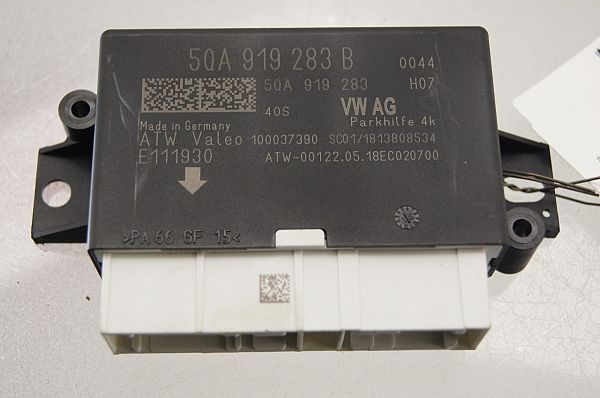 5QA 919 283 B 0044
5QA 919 283 H07
40S VW AG
Parkhilfe 4k
Made in Germany
ATW Valeo 100037390 SC01/1813808534
E111930 ATW-00122.05.18EC020700
>PA 66 GF 15<